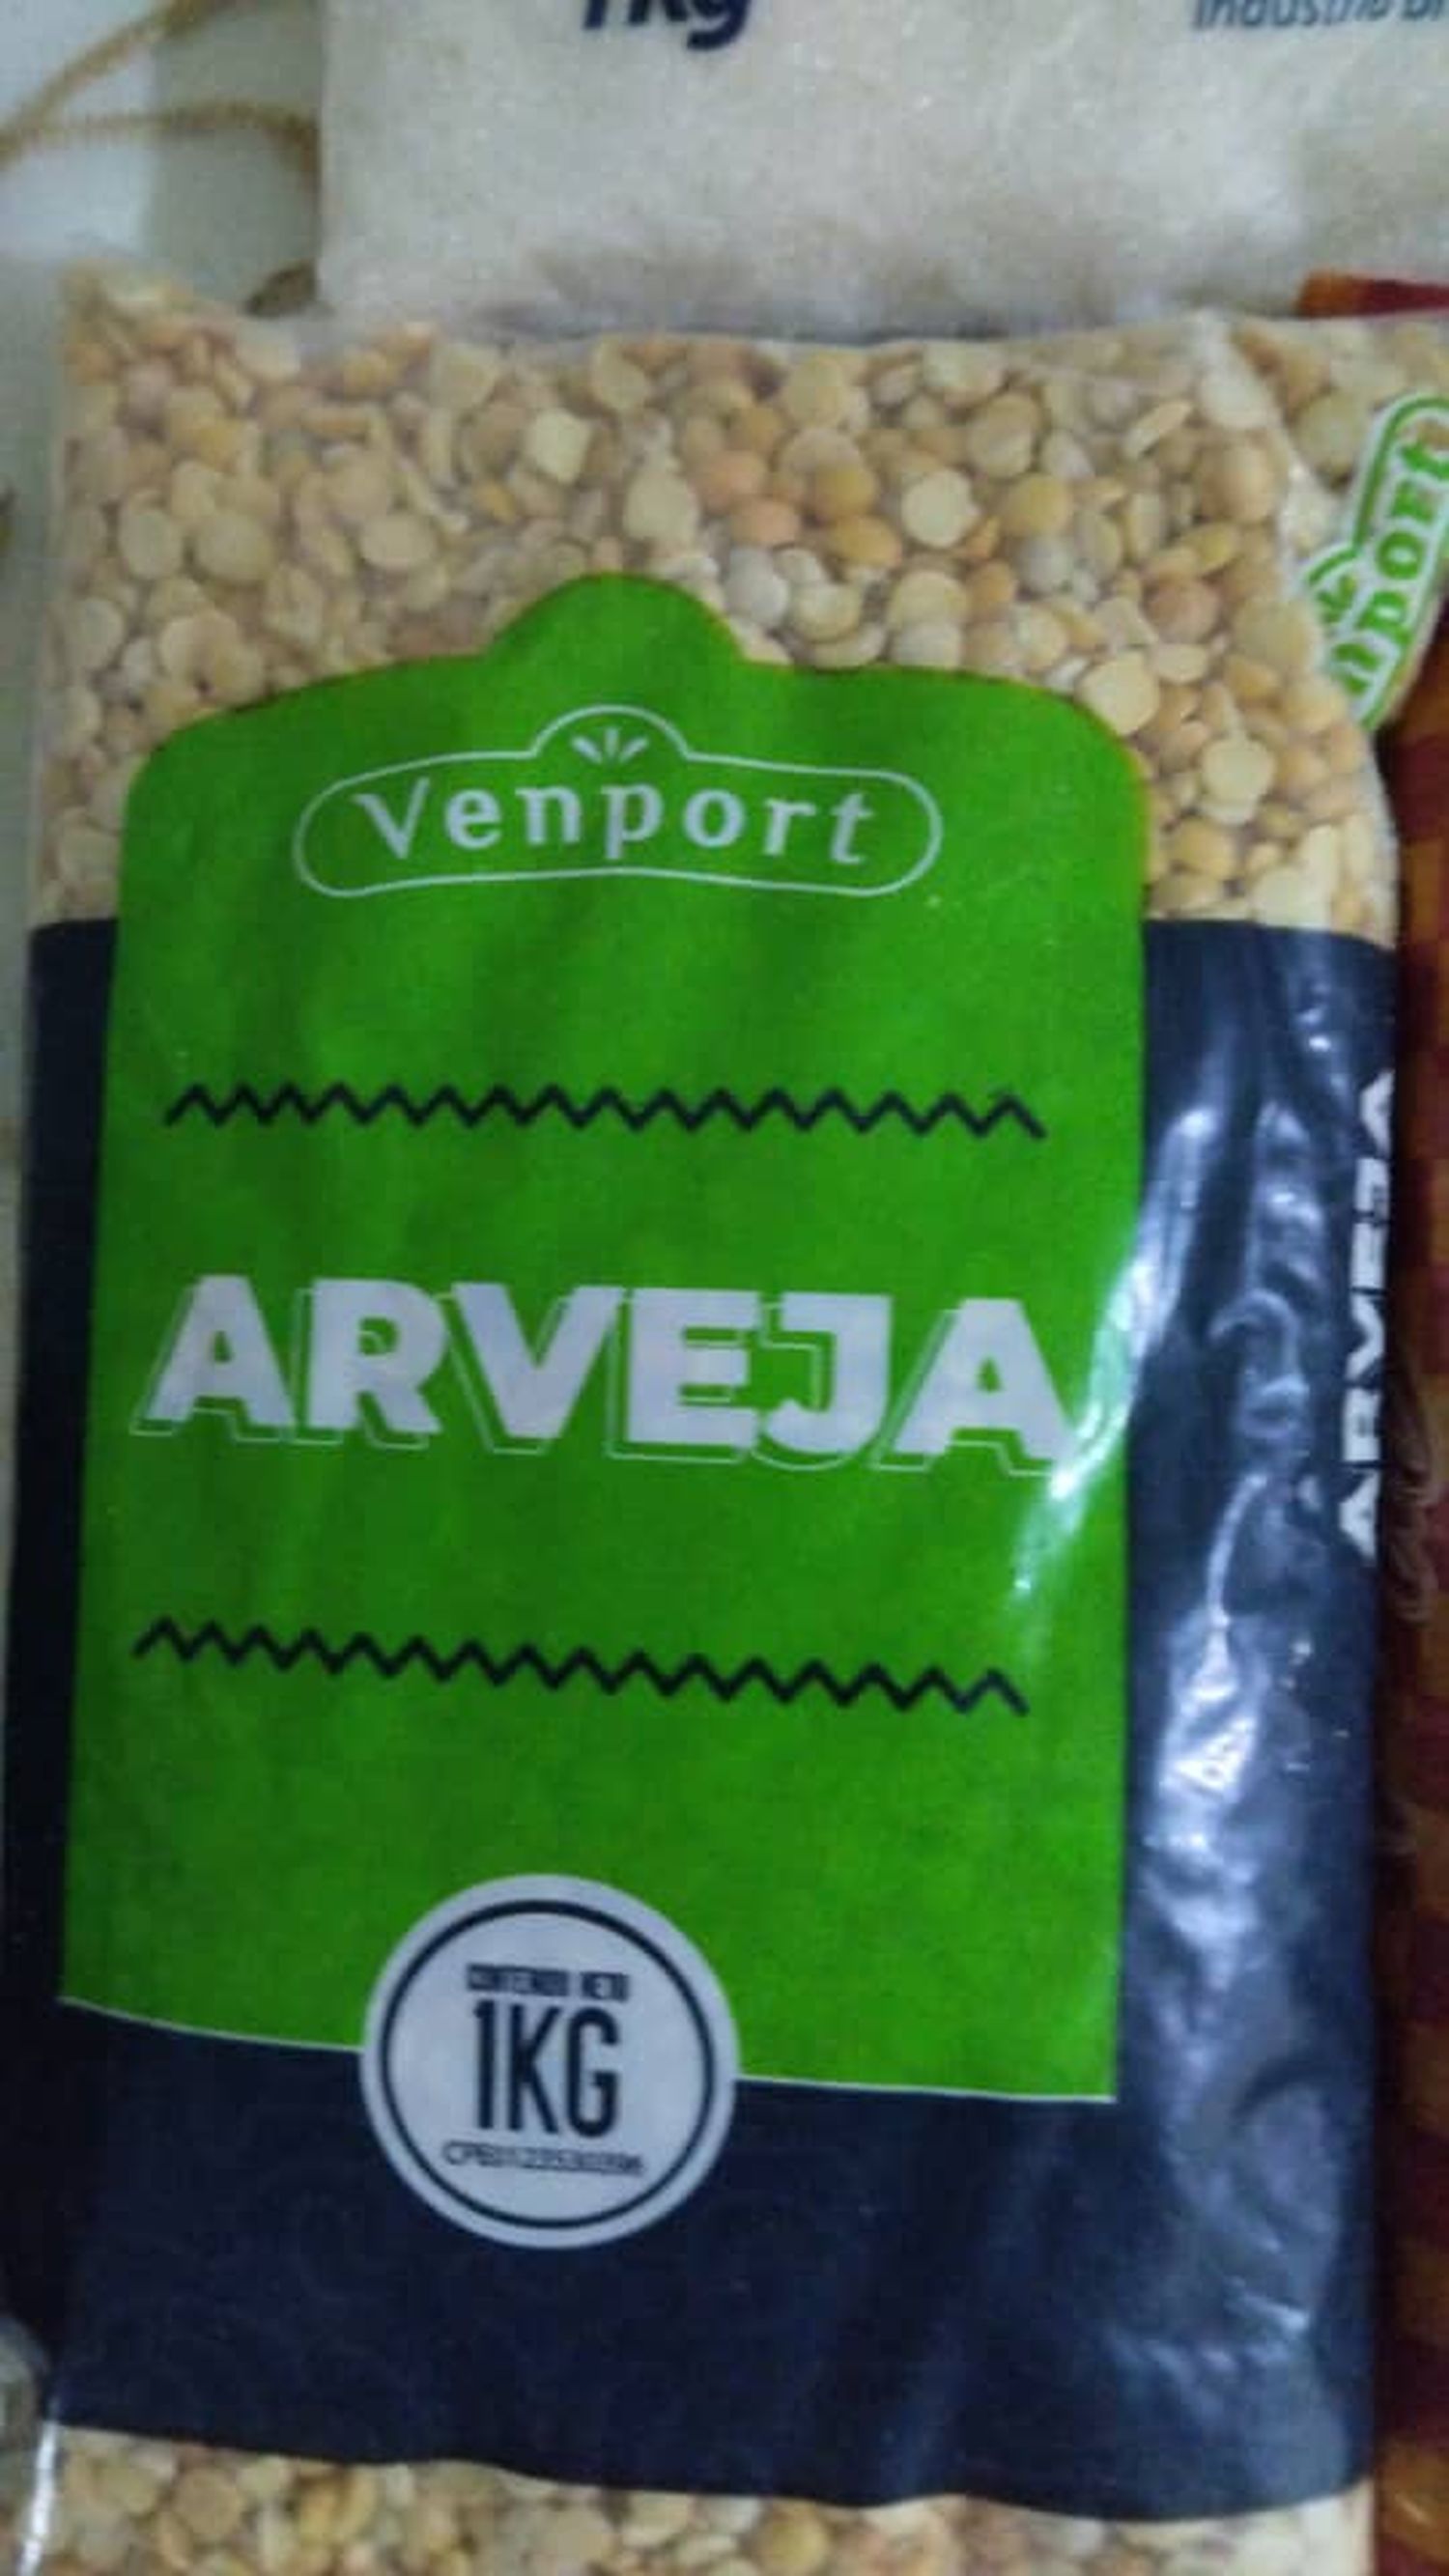 1Kg
Venport
ARVEJA
ARVEJA
CONTENIDO NETO
1KG